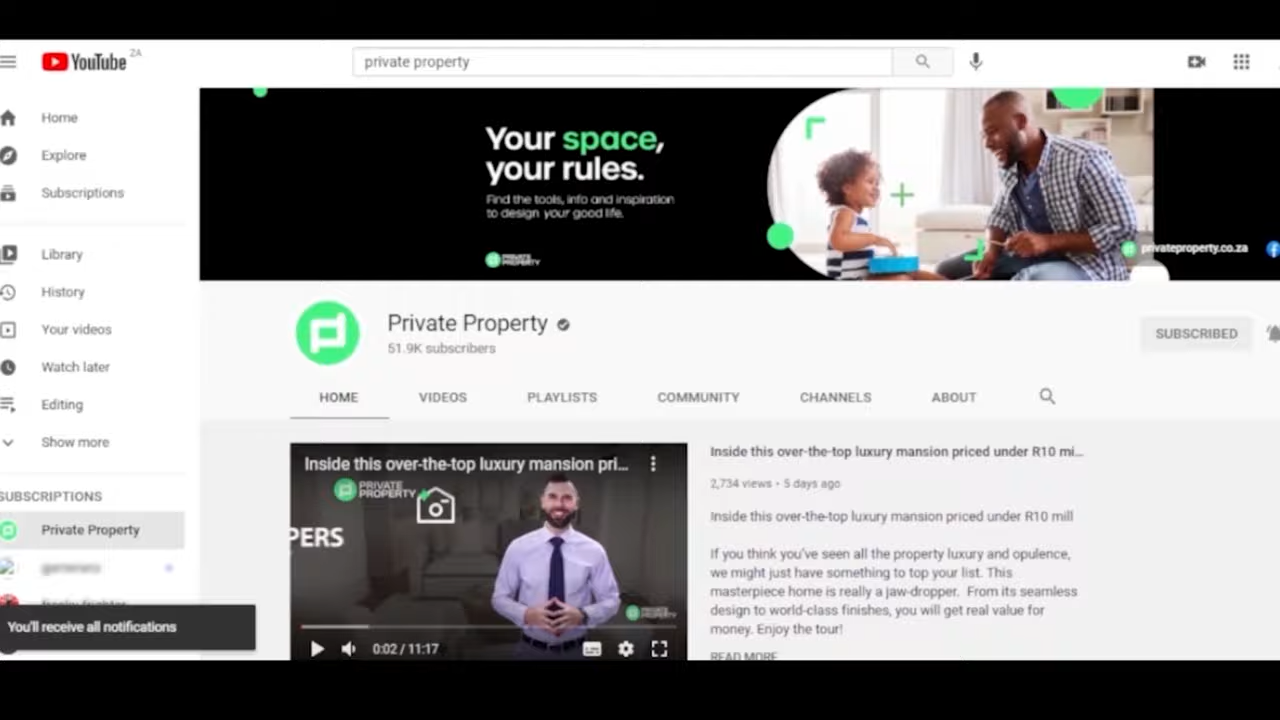 YouTube ZA
private property
Home
Explore
Subscriptions
Library
History
Your videos
Watch later
Editing
Show more
SUBSCRIPTIONS
Private Property
You'll receive all notifications
Your space,
your rules.
Find the tools, info and inspiration
to design your good life.
PRIVATE
PROPERTY
privateproperty.co.za
Private Property
51.9K subscribers
SUBSCRIBED
HOME
VIDEOS
PLAYLISTS
COMMUNITY
CHANNELS
ABOUT
Inside this over-the-top luxury mansion pri...
PRIVATE
PROPERTY
PERS
PRIVATE
PROPERTY
0:02 / 11:17
Inside this over-the-top luxury mansion priced under R10 mi...
2,734 views • 5 days ago
Inside this over-the-top luxury mansion priced under R10 mill
If you think you've seen all the property luxury and opulence,
we might just have something to top your list. This
masterpiece home is really a jaw-dropper. From its seamless
design to world-class finishes, you will get real value for
money. Enjoy the tour!
READ MORE